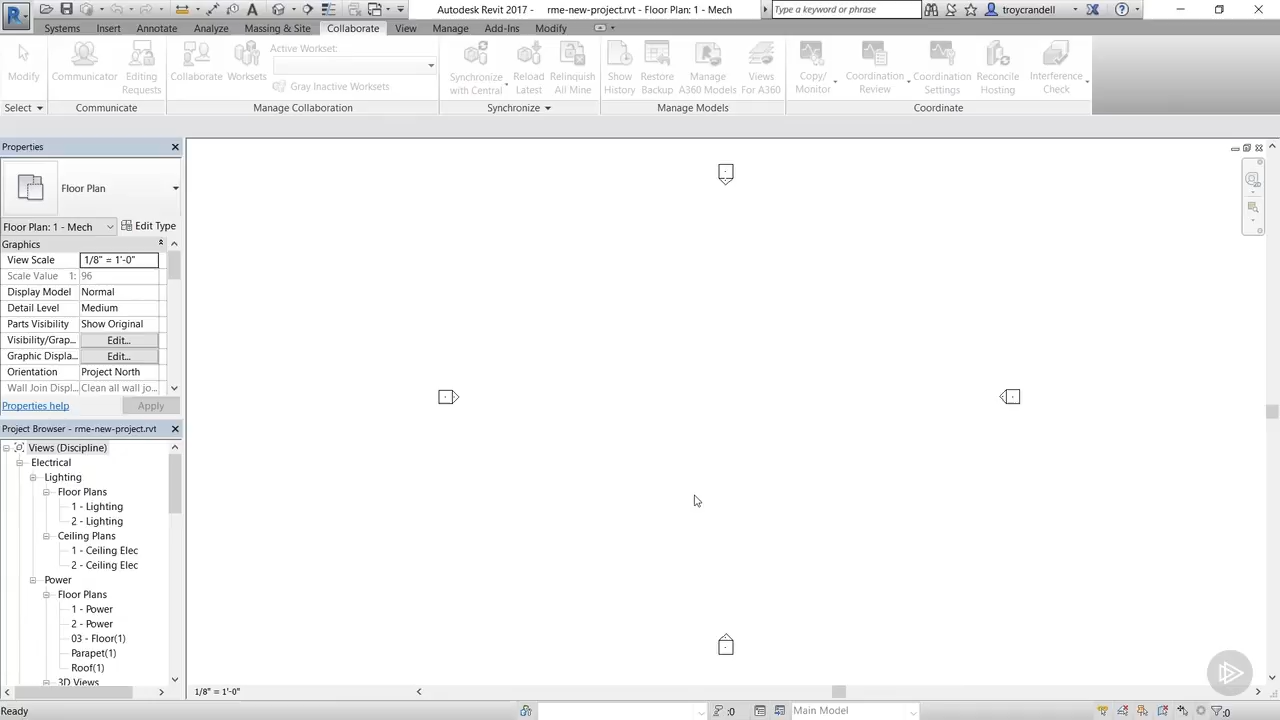 Autodesk Revit 2017 - rme-new-project.rvt - Floor Plan: 1 - Mech
Type a keyword or phrase
troycrandell
Systems Insert Annotate Analyze Massing & Site Collaborate View Manage Add-Ins Modify
Modify
Communicator
Editing Requests
Collaborate
Worksets
Active Workset:
Gray Inactive Worksets
Synchronize with Central
Reload Latest
Relinquish All Mine
Show History
Restore Backup
Manage A360 Models
Views For A360
Copy/ Monitor
Coordination Review
Coordination Settings
Reconcile Hosting
Interference Check
Select
Communicate
Manage Collaboration
Synchronize
Manage Models
Coordinate
Properties
Floor Plan
Floor Plan: 1 - Mech
Edit Type
Graphics
View Scale 1/8" = 1'-0"
Scale Value 1: 96
Display Model Normal
Detail Level Medium
Parts Visibility Show Original
Visibility/Grap... Edit...
Graphic Displa... Edit...
Orientation Project North
Wall Join Displ... Clean all wall jo...
Properties help
Apply
Project Browser - rme-new-project.rvt
Views (Discipline)
Electrical
Lighting
Floor Plans
1 - Lighting
2 - Lighting
Ceiling Plans
1 - Ceiling Elec
2 - Ceiling Elec
Power
Floor Plans
1 - Power
2 - Power
03 - Floor(1)
Parapet(1)
Roof(1)
3D Views
1/8" = 1'-0"
Ready
:0
Main Model
:0